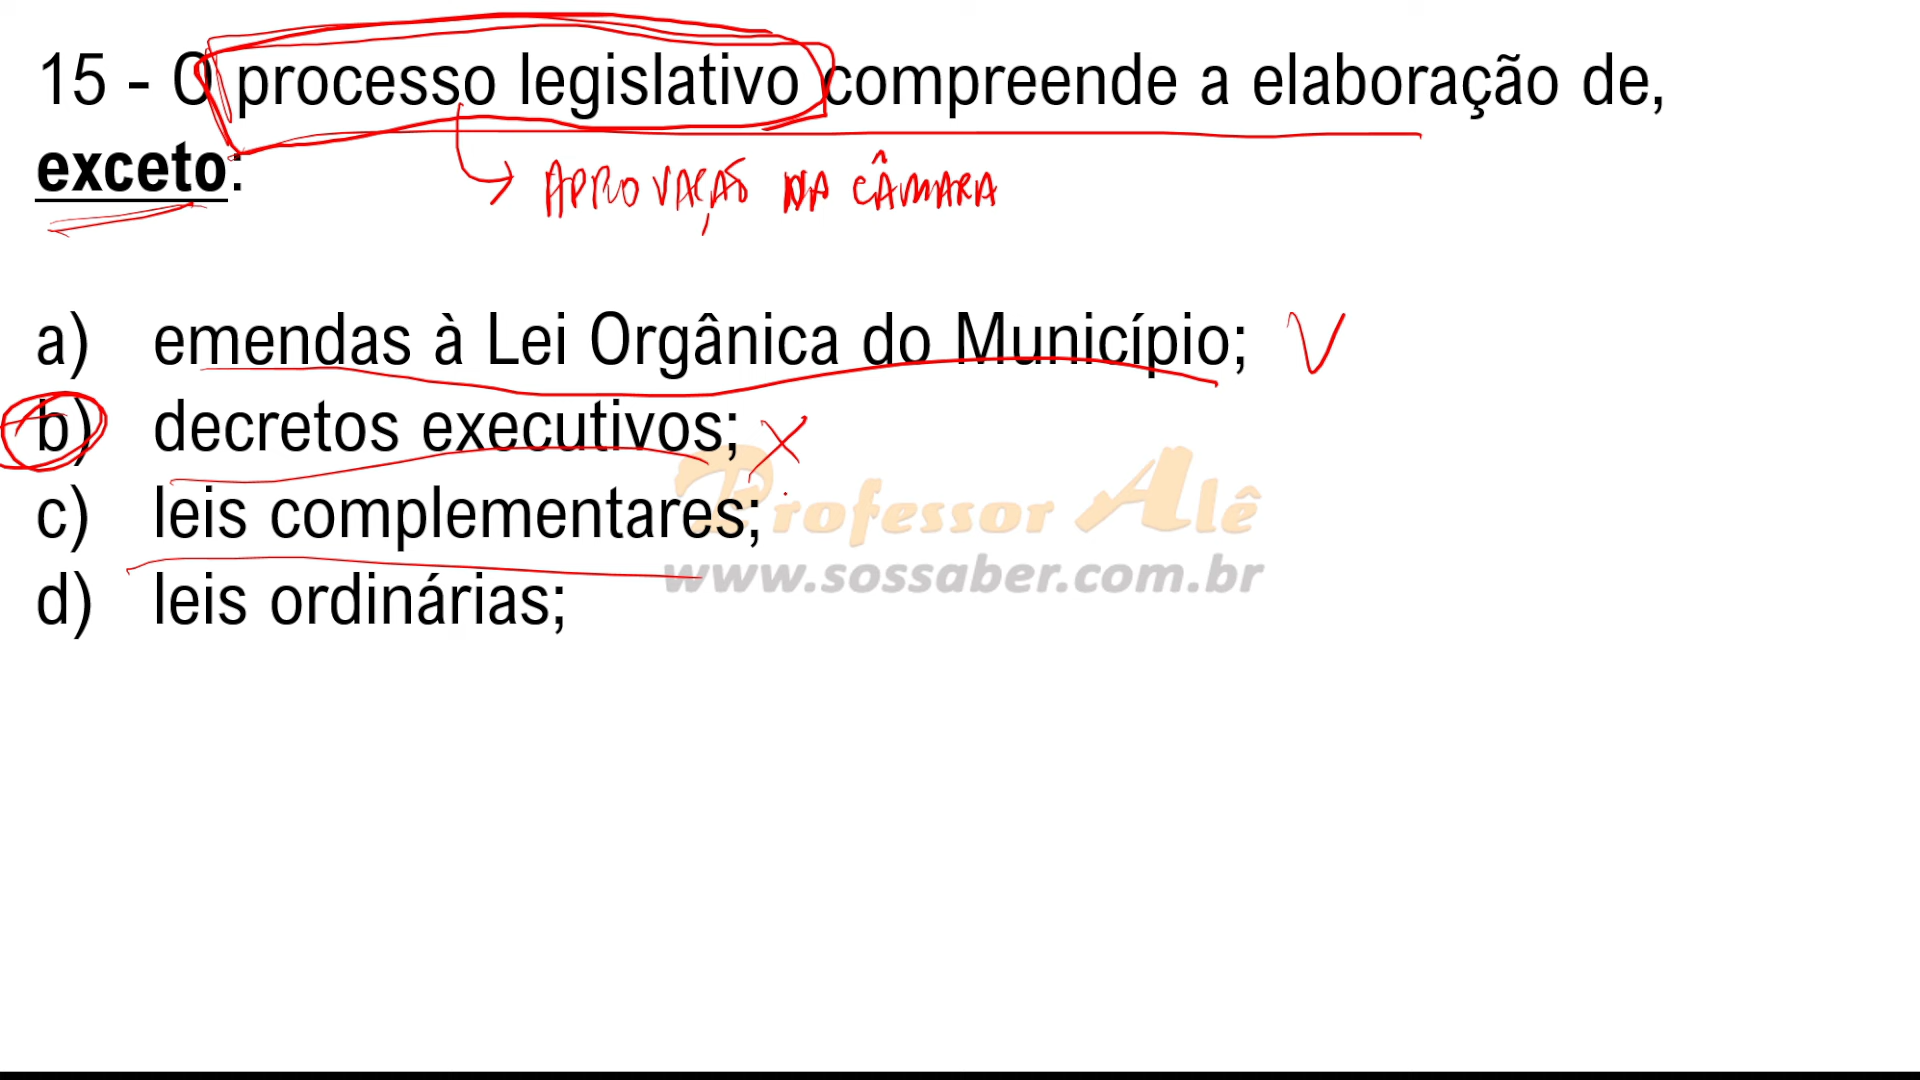 15 - O processo legislativo compreende a elaboração de,
exceto:
APROVAÇÃO NA CÂMARA
a) emendas à Lei Orgânica do Município; V
b) decretos executivos; X
c) leis complementares;
Professor Alê
www.sossaber.com.br
d) leis ordinárias;